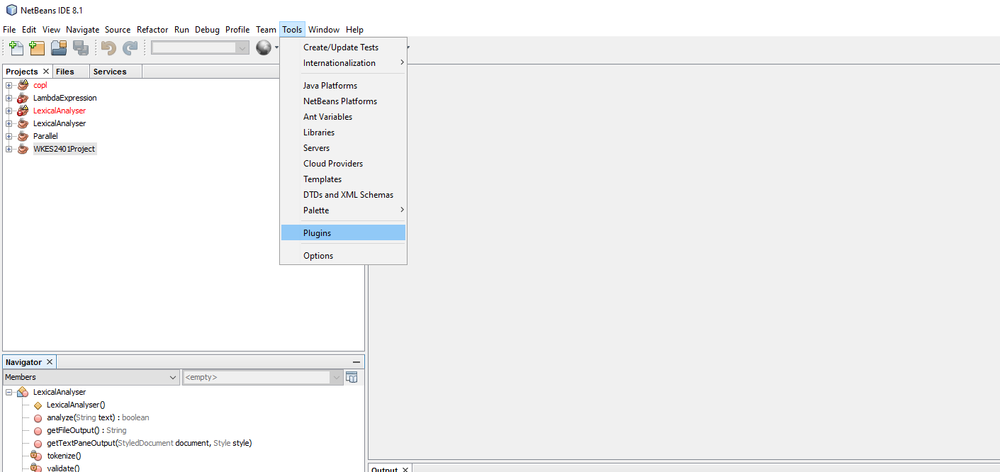 NetBeans IDE 8.1
File Edit View Navigate Source Refactor Run Debug Profile Team Tools Window Help
Create/Update Tests
Internationalization
Java Platforms
NetBeans Platforms
Ant Variables
Libraries
Servers
Cloud Providers
Templates
DTDs and XML Schemas
Palette
Plugins
Options
Projects Files Services
copl
LambdaExpression
LexicalAnalyser
LexicalAnalyser
Parallel
WKES2401Project
Navigator
Members <empty>
LexicalAnalyser
LexicalAnalyser()
analyze(String text) : boolean
getFileOutput() : String
getTextPaneOutput(StyledDocument document, Style style)
tokenize()
validate()
Output